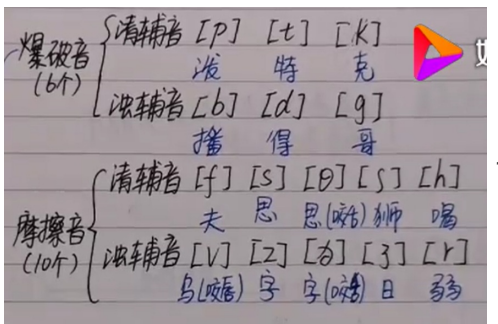 清辅音 [p] [t] [k]
泼 特 克
爆破音
(6个)
浊辅音 [b] [d] [g]
播 得 哥
清辅音 [f] [s] [θ] [ʃ] [h]
夫 思 思(咬舌) 狮 喝
摩擦音
(10个)
浊辅音 [v] [z] [ð] [ʒ] [r]
乌(咬唇) 字 字(咬舌) 日 弱